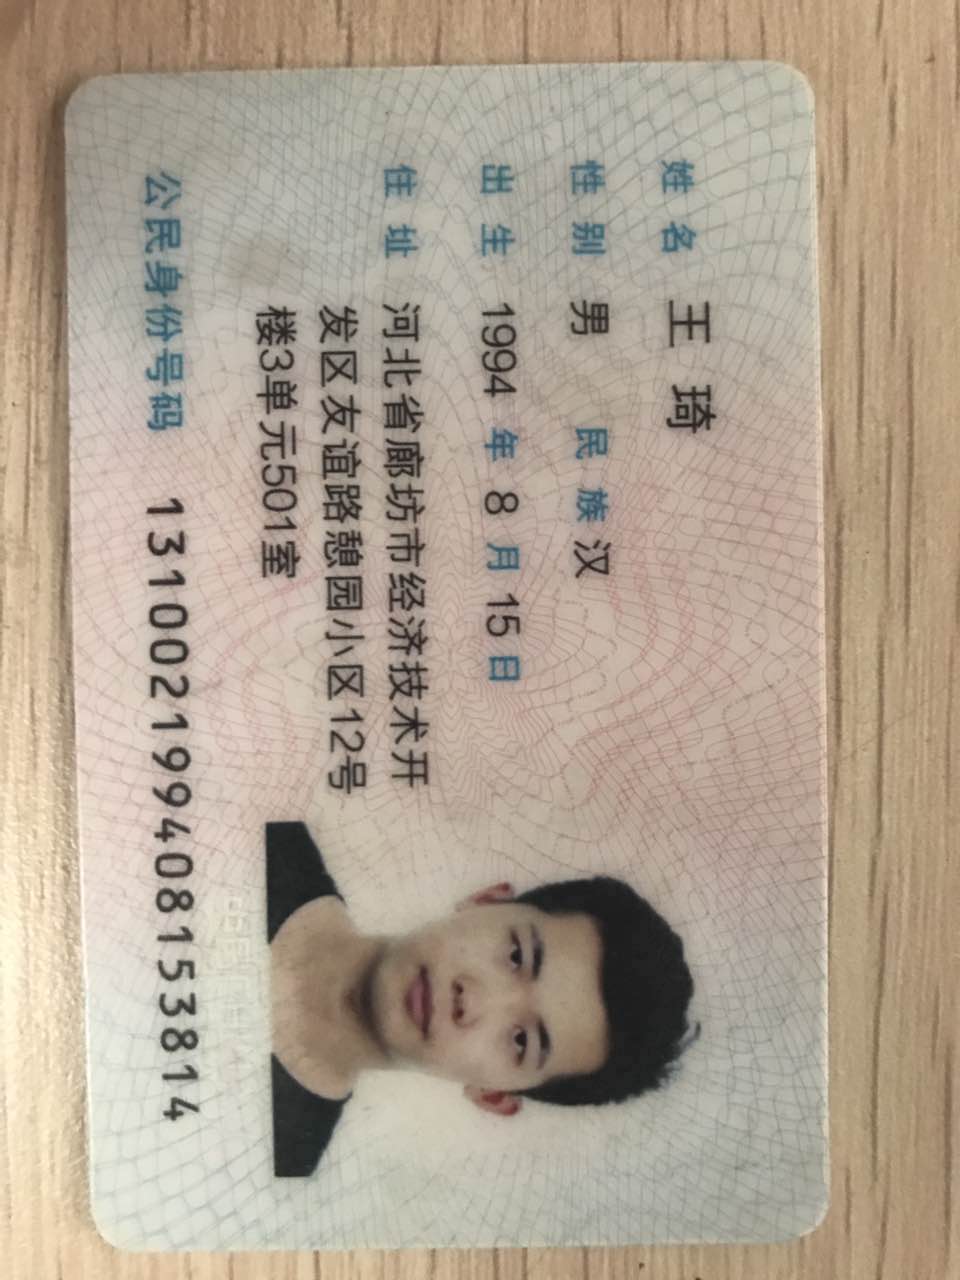 姓名 王琦
性别 男 民族 汉
出生 1994 年 8 月 15 日
住址 河北省廊坊市经济技术开
发区友谊路憩园小区12号
楼3单元501室
公民身份号码 131002199408153814